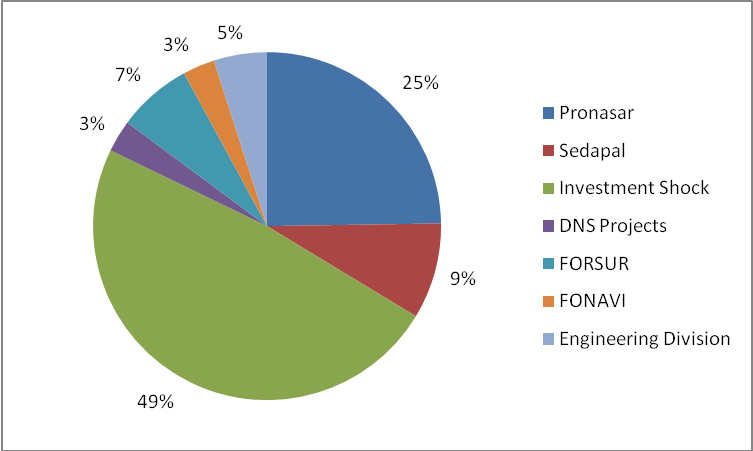 5%
3%
7%
3%
25%
9%
49%
Pronasar
Sedapal
Investment Shock
DNS Projects
FORSUR
FONAVI
Engineering Division